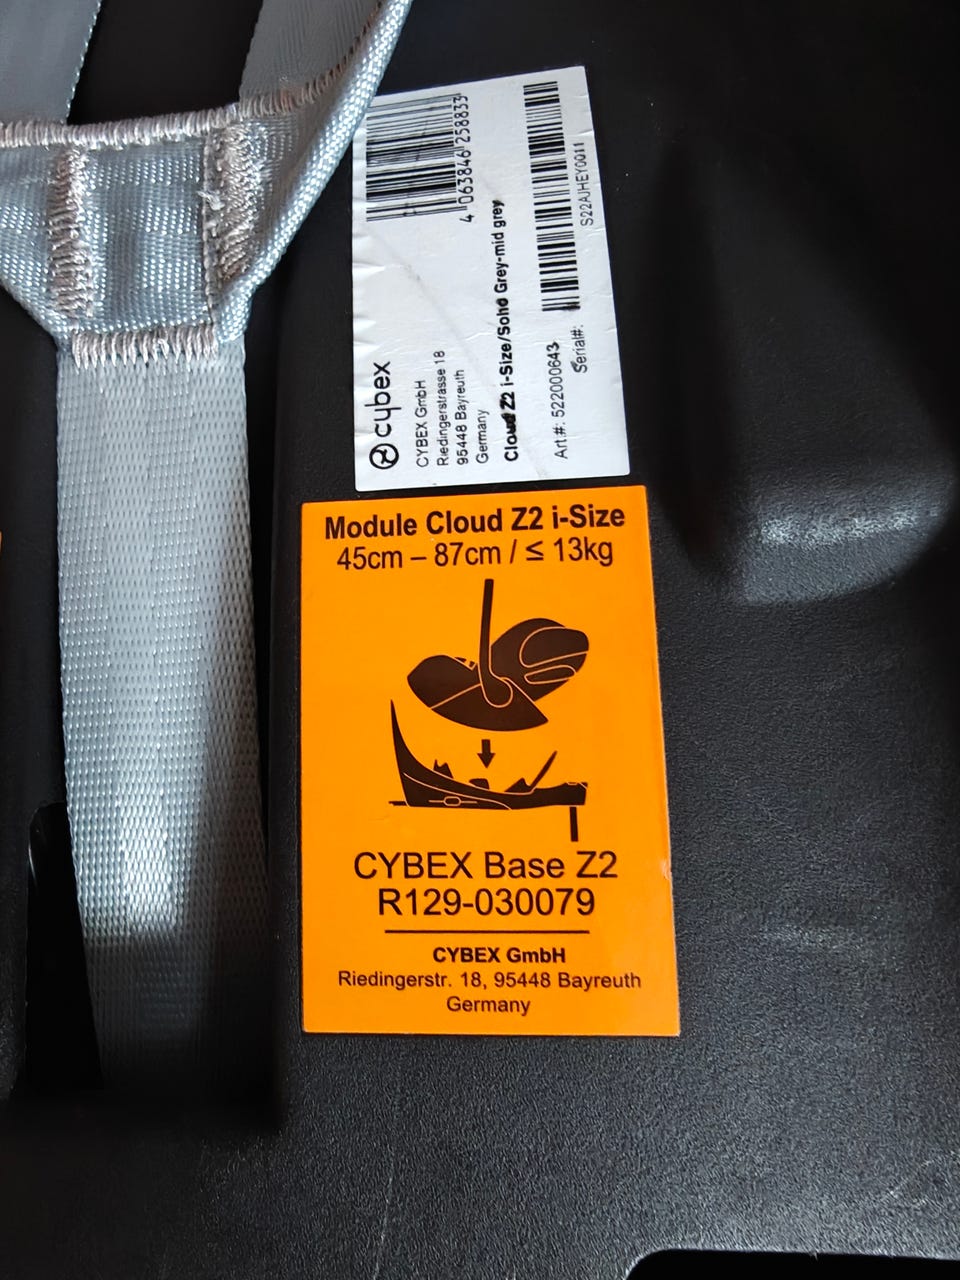 4 063846 258833
cybex
CYBEX GmbH
Riedingerstrasse 18
95448 Bayreuth
Germany
Cloud Z2 i-Size/Soho Grey-mid grey
Art.#: 522000643
Serial#:
S22AJHEY0011
Module Cloud Z2 i-Size
45cm – 87cm / ≤ 13kg
CYBEX Base Z2
R129-030079
CYBEX GmbH
Riedingerstr. 18, 95448 Bayreuth
Germany